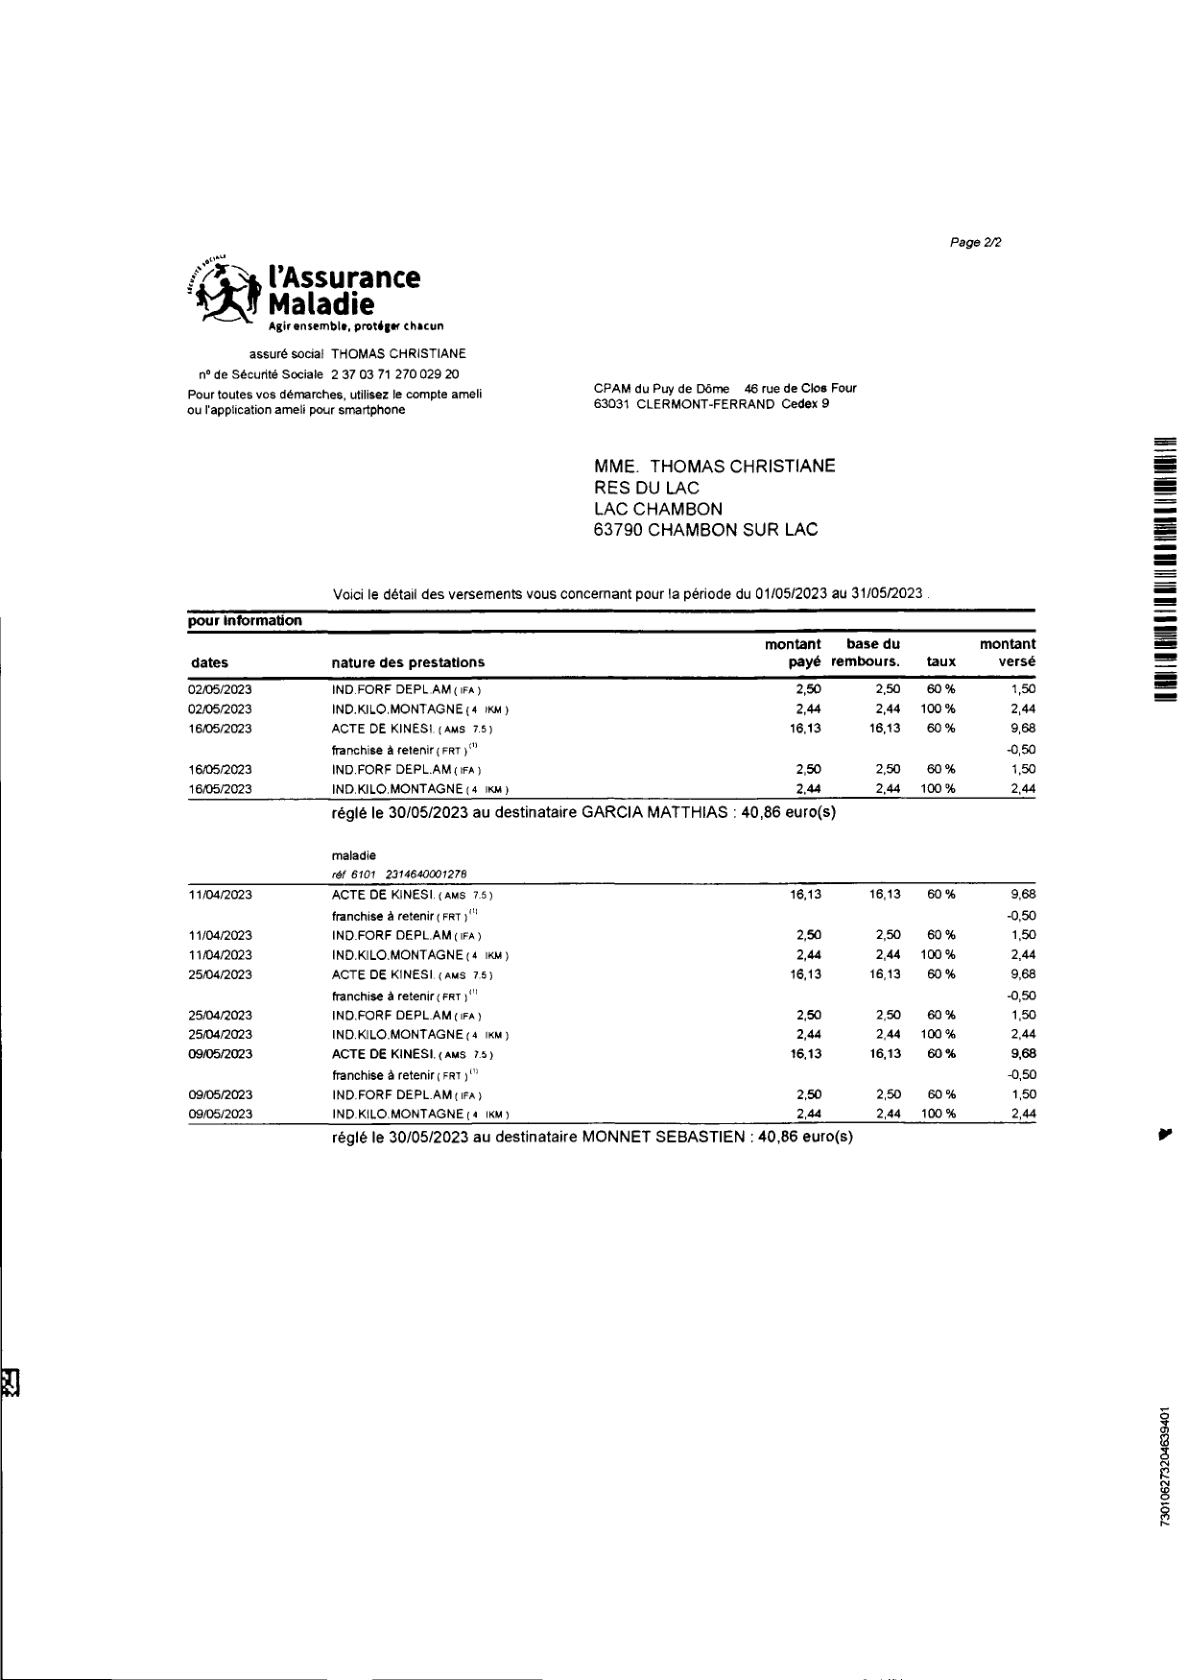 Page 2/2
SÉCURITÉ SOCIALE
l'Assurance
Maladie
Agir ensemble, protéger chacun
assuré social THOMAS CHRISTIANE
n° de Sécurité Sociale 2 37 03 71 270 029 20
Pour toutes vos démarches, utilisez le compte ameli
ou l'application ameli pour smartphone
CPAM du Puy de Dôme 46 rue de Clos Four
63031 CLERMONT-FERRAND Cedex 9
MME. THOMAS CHRISTIANE
RES DU LAC
LAC CHAMBON
63790 CHAMBON SUR LAC
Voici le détail des versements vous concernant pour la période du 01/05/2023 au 31/05/2023 .
pour information
dates nature des prestations montant payé base du rembours. taux montant versé
02/05/2023 IND.FORF DEPL.AM ( IFA ) 2,50 2,50 60 % 1,50
02/05/2023 IND.KILO.MONTAGNE ( 4 IKM ) 2,44 2,44 100 % 2,44
16/05/2023 ACTE DE KINESI. ( AMS 7.5 ) 16,13 16,13 60 % 9,68
franchise à retenir ( FRT ) (1) -0,50
16/05/2023 IND.FORF DEPL.AM ( IFA ) 2,50 2,50 60 % 1,50
16/05/2023 IND.KILO.MONTAGNE ( 4 IKM ) 2,44 2,44 100 % 2,44
réglé le 30/05/2023 au destinataire GARCIA MATTHIAS : 40,86 euro(s)
maladie
réf 6101 2314640001278
11/04/2023 ACTE DE KINESI. ( AMS 7.5 ) 16,13 16,13 60 % 9,68
franchise à retenir ( FRT ) (1) -0,50
11/04/2023 IND.FORF DEPL.AM ( IFA ) 2,50 2,50 60 % 1,50
11/04/2023 IND.KILO.MONTAGNE ( 4 IKM ) 2,44 2,44 100 % 2,44
25/04/2023 ACTE DE KINESI. ( AMS 7.5 ) 16,13 16,13 60 % 9,68
franchise à retenir ( FRT ) (1) -0,50
25/04/2023 IND.FORF DEPL.AM ( IFA ) 2,50 2,50 60 % 1,50
25/04/2023 IND.KILO.MONTAGNE ( 4 IKM ) 2,44 2,44 100 % 2,44
09/05/2023 ACTE DE KINESI. ( AMS 7.5 ) 16,13 16,13 60 % 9,68
franchise à retenir ( FRT ) (1) -0,50
09/05/2023 IND.FORF DEPL.AM ( IFA ) 2,50 2,50 60 % 1,50
09/05/2023 IND.KILO.MONTAGNE ( 4 IKM ) 2,44 2,44 100 % 2,44
réglé le 30/05/2023 au destinataire MONNET SEBASTIEN : 40,86 euro(s)
730106273204639401